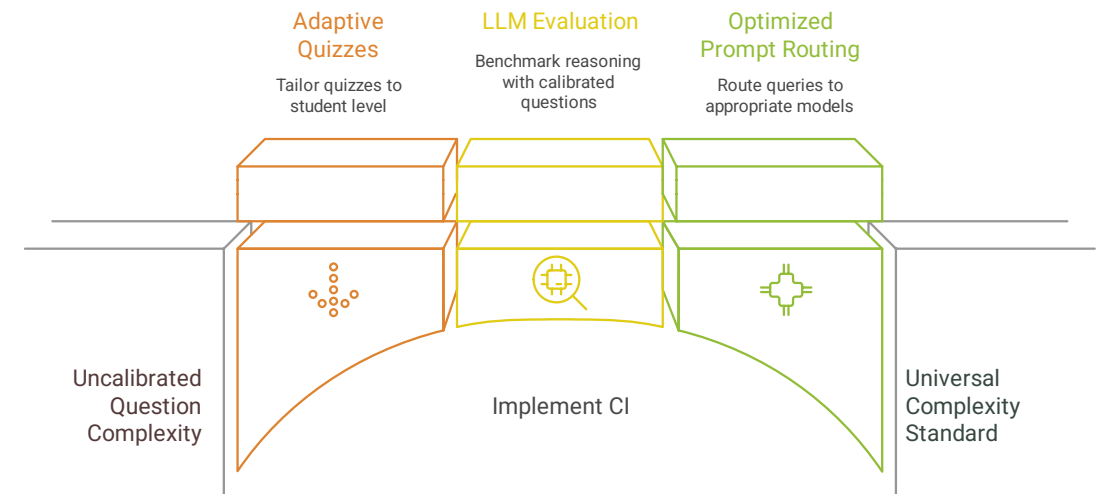 Adaptive
Quizzes
Tailor quizzes to
student level
LLM Evaluation
Benchmark reasoning
with calibrated
questions
Optimized
Prompt Routing
Route queries to
appropriate models
Uncalibrated
Question
Complexity
Implement CI
Universal
Complexity
Standard